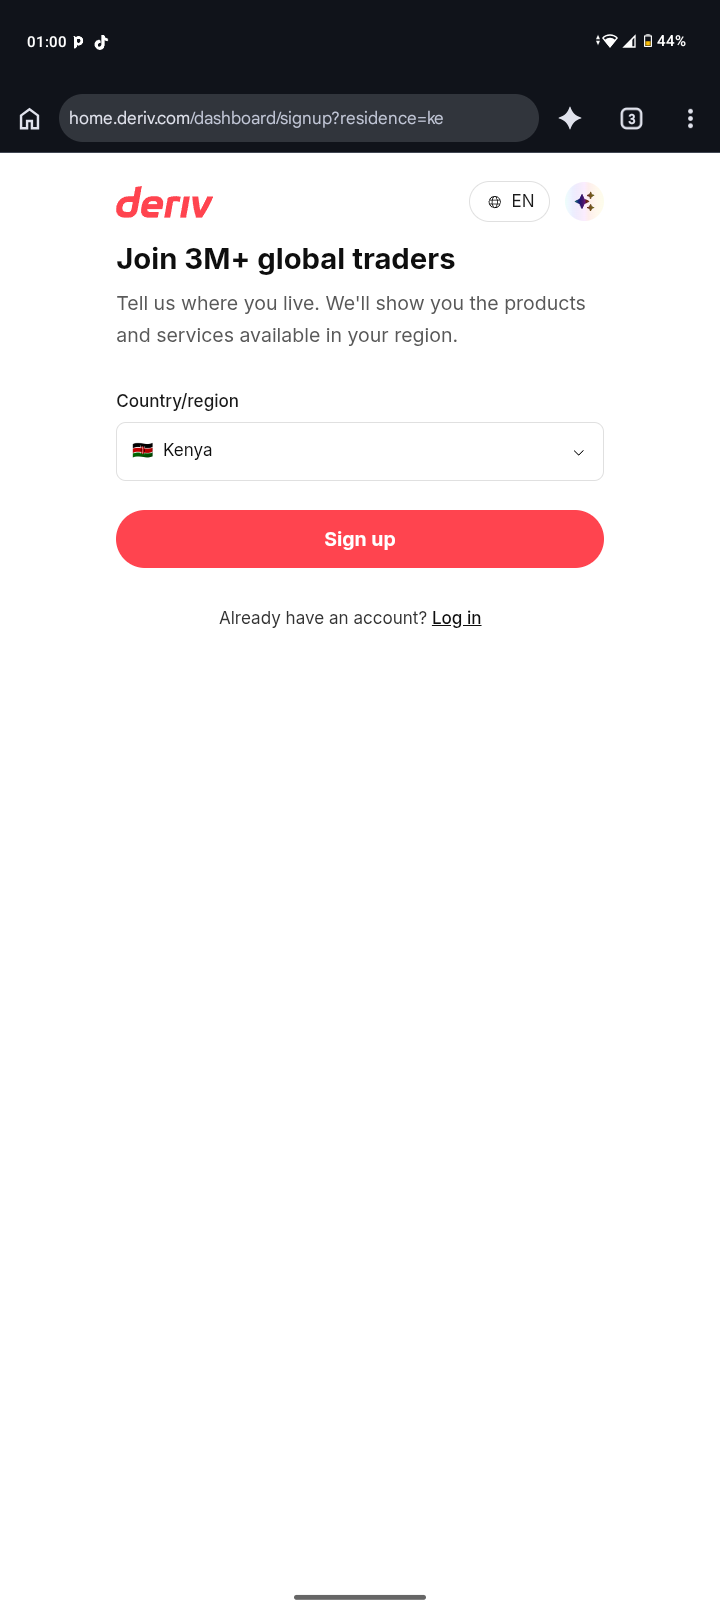 01:00
44%
home.deriv.com/dashboard/signup?residence=ke
3
deriv
EN
Join 3M+ global traders
Tell us where you live. We'll show you the products
and services available in your region.
Country/region
Kenya
Sign up
Already have an account? Log in